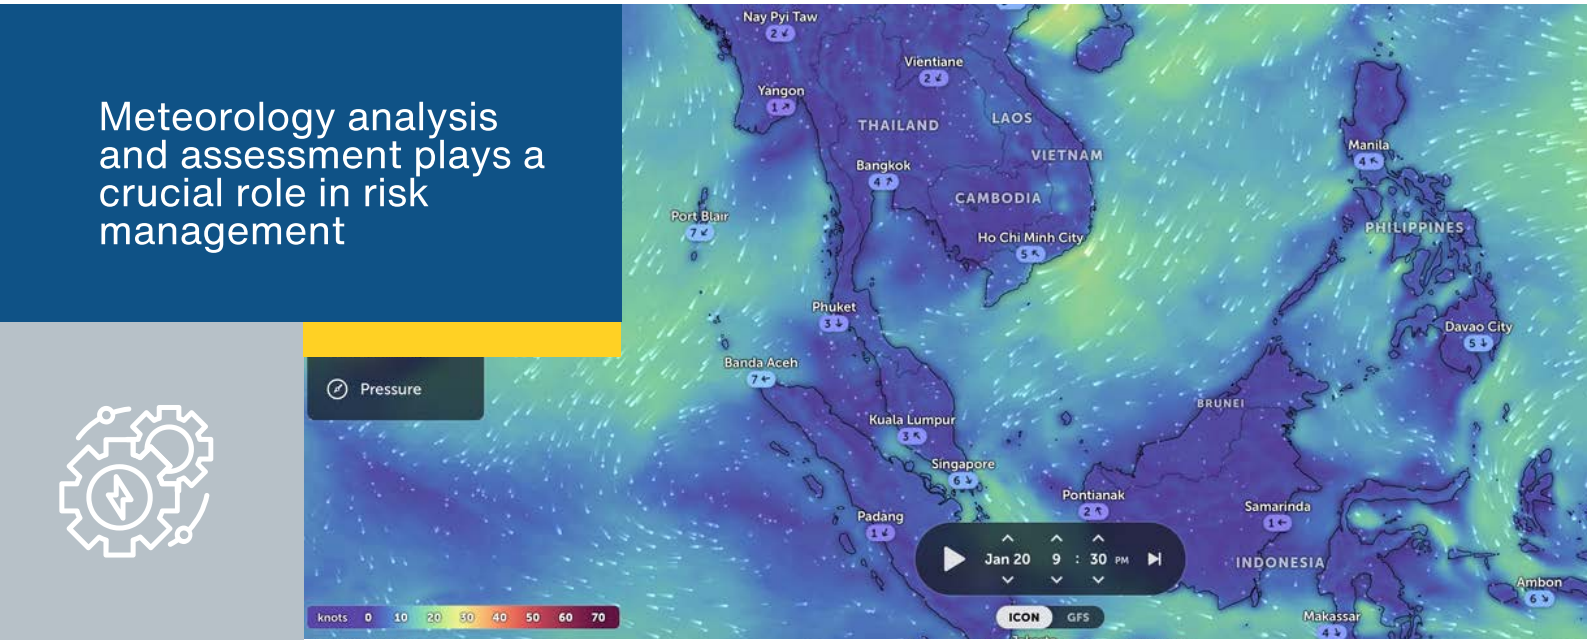 Meteorology analysis
and assessment plays a
crucial role in risk
management
Nay Pyi Taw
2
Vientiane
2
Yangon
1
THAILAND
LAOS
VIETNAM
Manila
4
Bangkok
4
CAMBODIA
Port Blair
7
PHILIPPINES
Ho Chi Minh City
5
Phuket
3
Davao City
5
Banda Aceh
7
Pressure
BRUNEI
Kuala Lumpur
3
Singapore
6
Pontianak
2
Samarinda
1
Padang
1
Jan 20 9 : 30 PM
INDONESIA
Ambon
6
knots 0 10 20 30 40 50 60 70
ICON GFS
Makassar
4